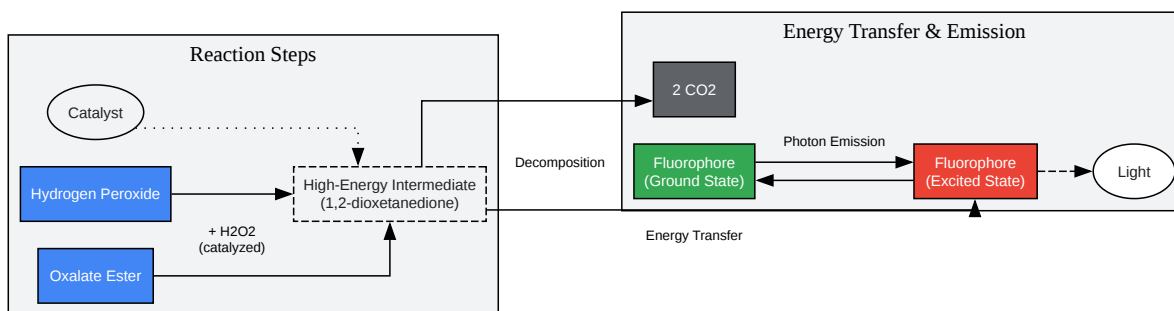 Reaction Steps
Catalyst
Hydrogen Peroxide
High-Energy Intermediate
(1,2-dioxetanedione)
+ H2O2
(catalyzed)
Oxalate Ester
Decomposition
Energy Transfer
Energy Transfer & Emission
2 CO2
Photon Emission
Fluorophore
(Ground State)
Fluorophore
(Excited State)
Light